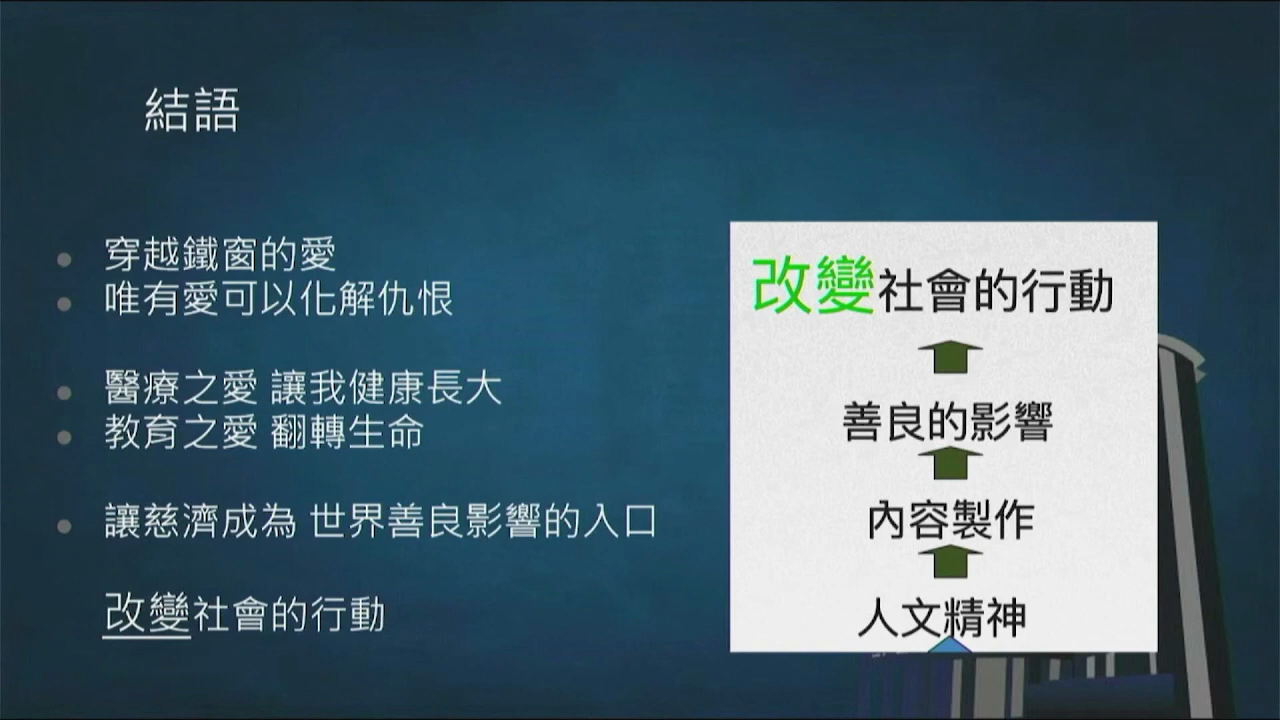 結語
穿越鐵窗的愛
唯有愛可以化解仇恨
醫療之愛 讓我健康長大
教育之愛 翻轉生命
讓慈濟成為 世界善良影響的入口
改變社會的行動
改變社會的行動
善良的影響
內容製作
人文精神